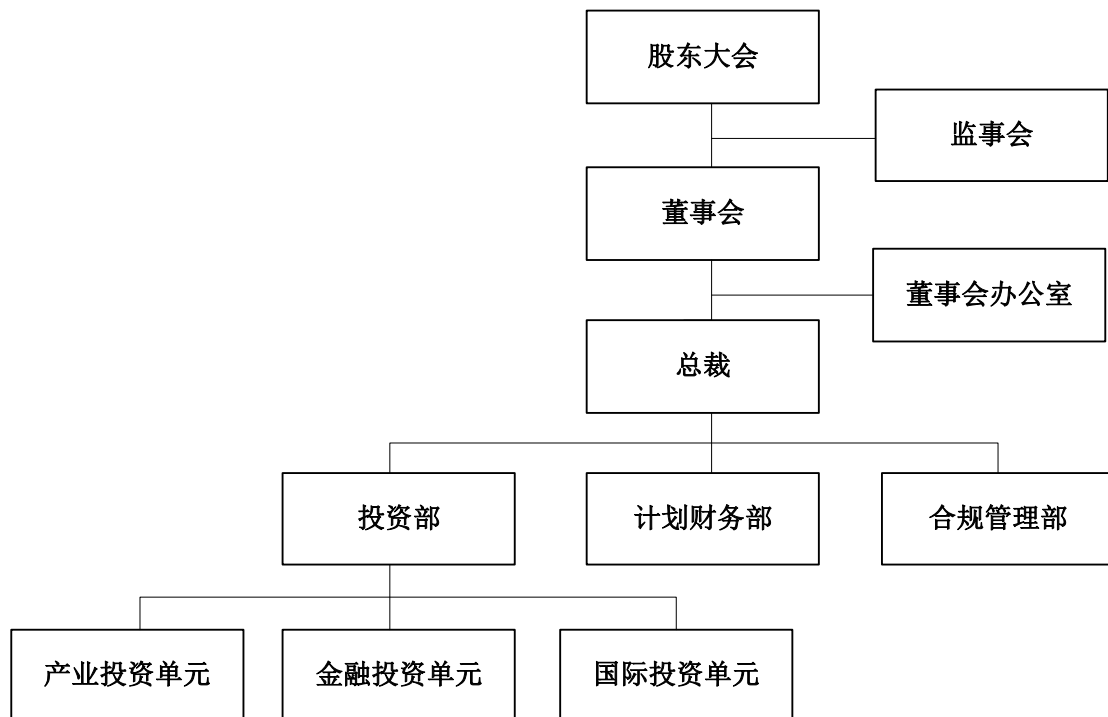 股东大会
监事会
董事会
董事会办公室
总裁
投资部
计划财务部
合规管理部
产业投资单元
金融投资单元
国际投资单元